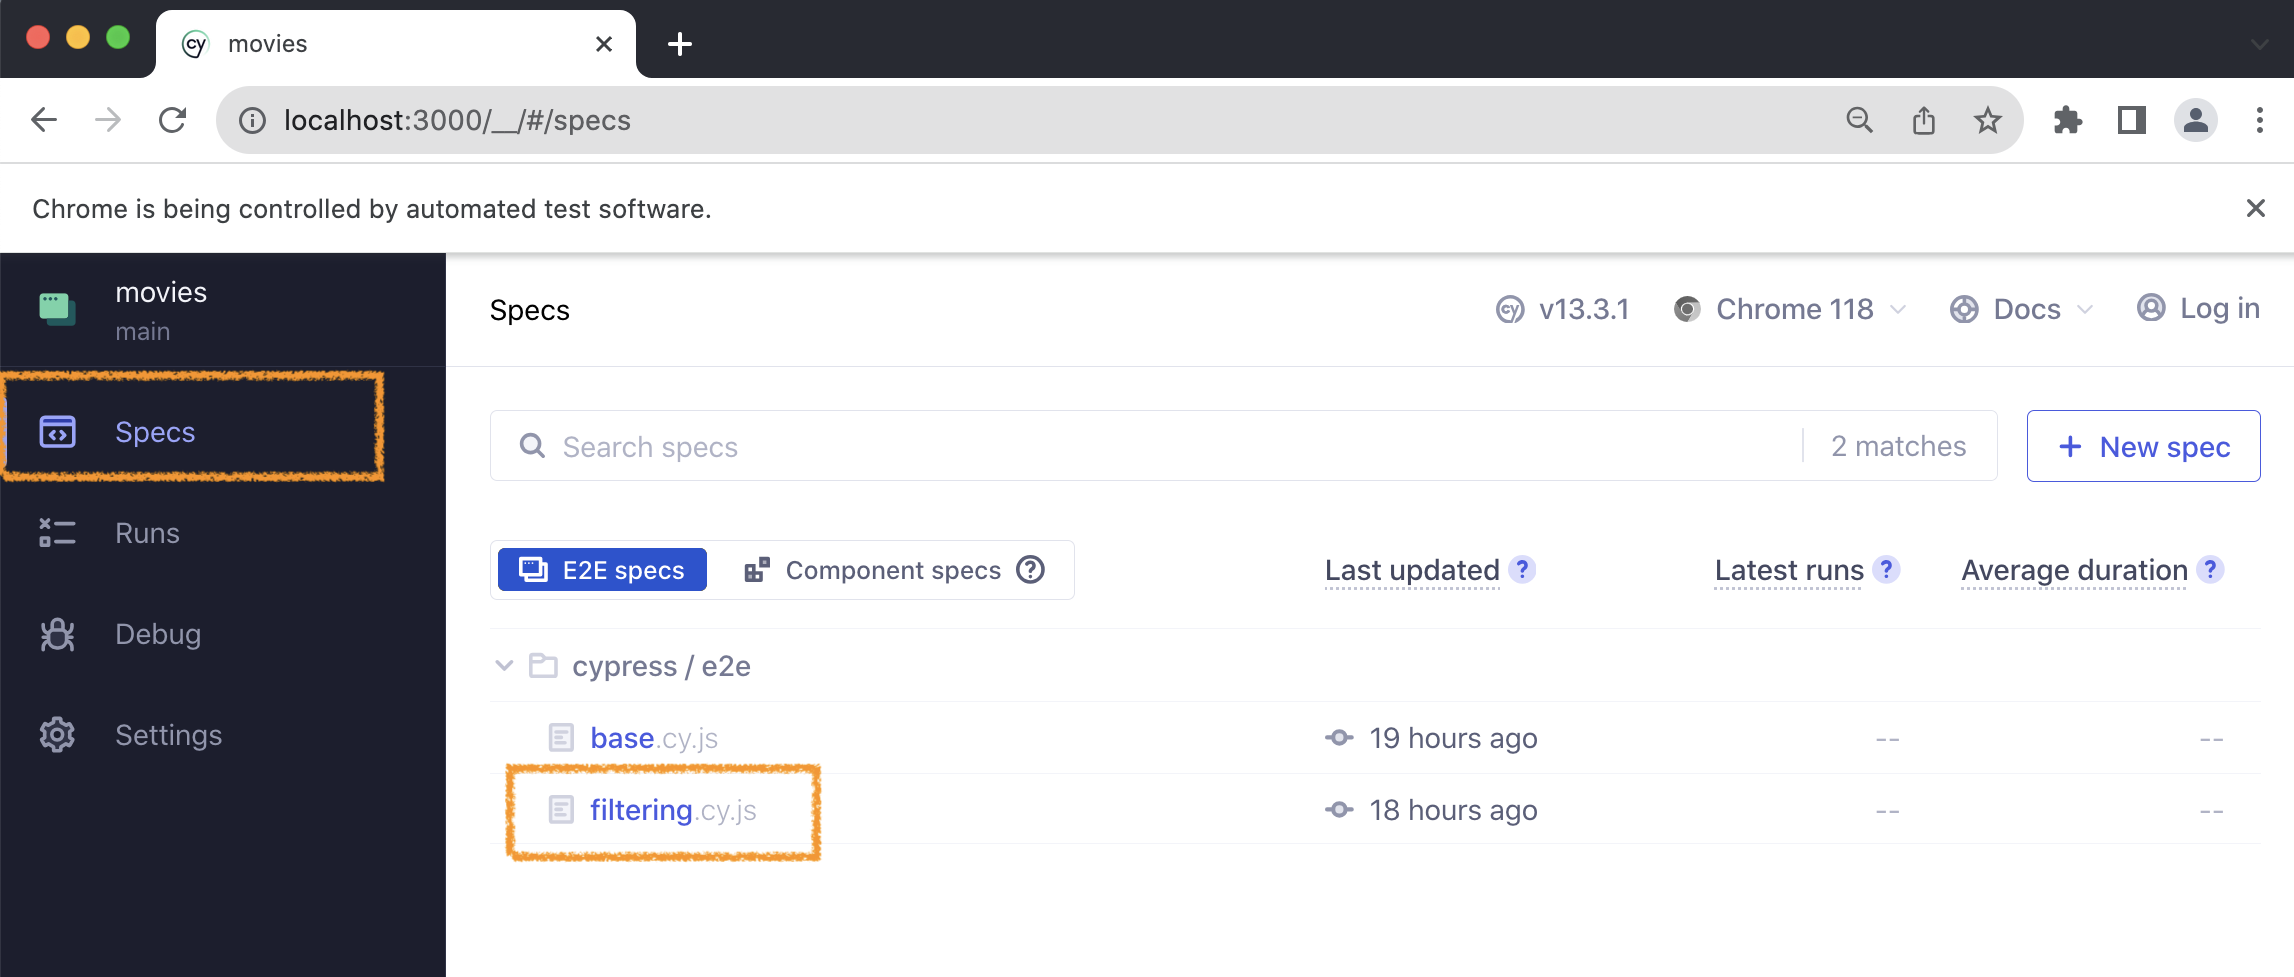 cy movies
localhost:3000/__/#/specs
Chrome is being controlled by automated test software.
movies
main
Specs
Runs
Debug
Settings
Specs
cy v13.3.1 Chrome 118 Docs Log in
Search specs 2 matches + New spec
E2E specs Component specs ? Last updated ? Latest runs ? Average duration ?
cypress / e2e
base.cy.js 19 hours ago -- --
filtering.cy.js 18 hours ago -- --